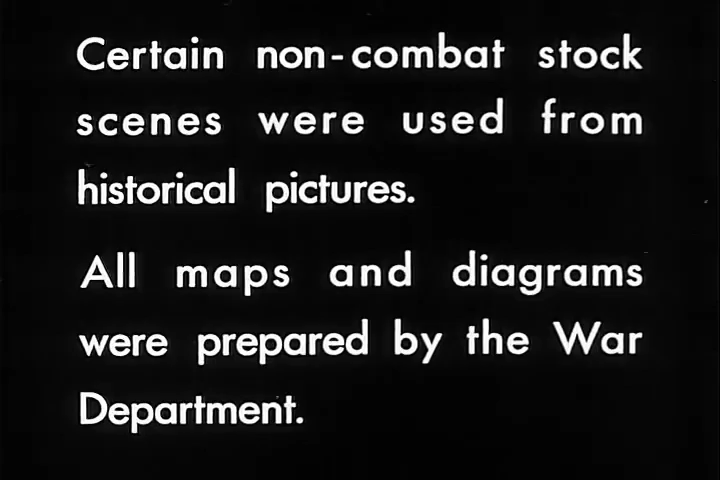 Certain non-combat stock
scenes were used from
historical pictures.
All maps and diagrams
were prepared by the War
Department.